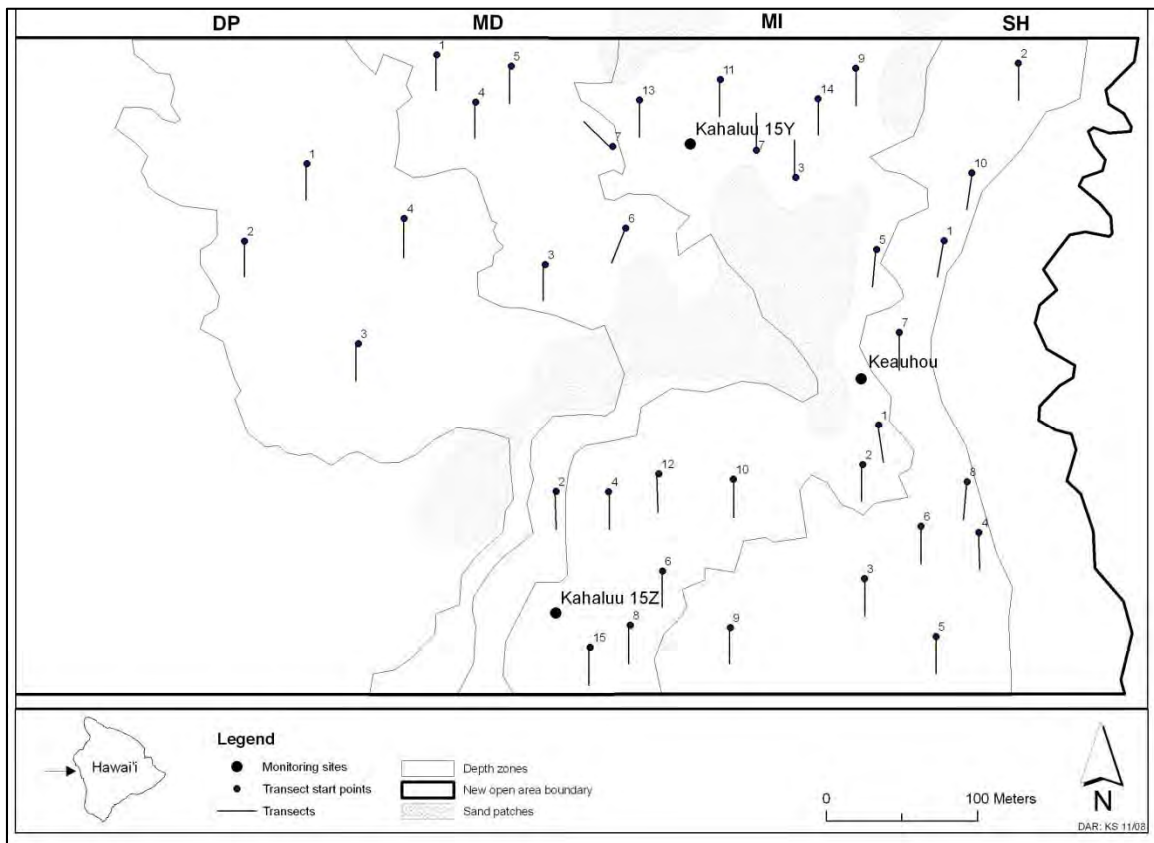 DP MD MI SH
1
5
4
13
11
9
14
2
7
Kahaluu 15Y
7
3
1
10
4
2
6
3
5
1
3
7
Keauhou
1
2
2
4
12
10
8
6
4
6
3
Kahaluu 15Z
8
9
5
15
Legend
Hawai'i
Monitoring sites
Transect start points
Transects
Depth zones
New open area boundary
Sand patches
0 100 Meters
N
DAR: KS 11/08